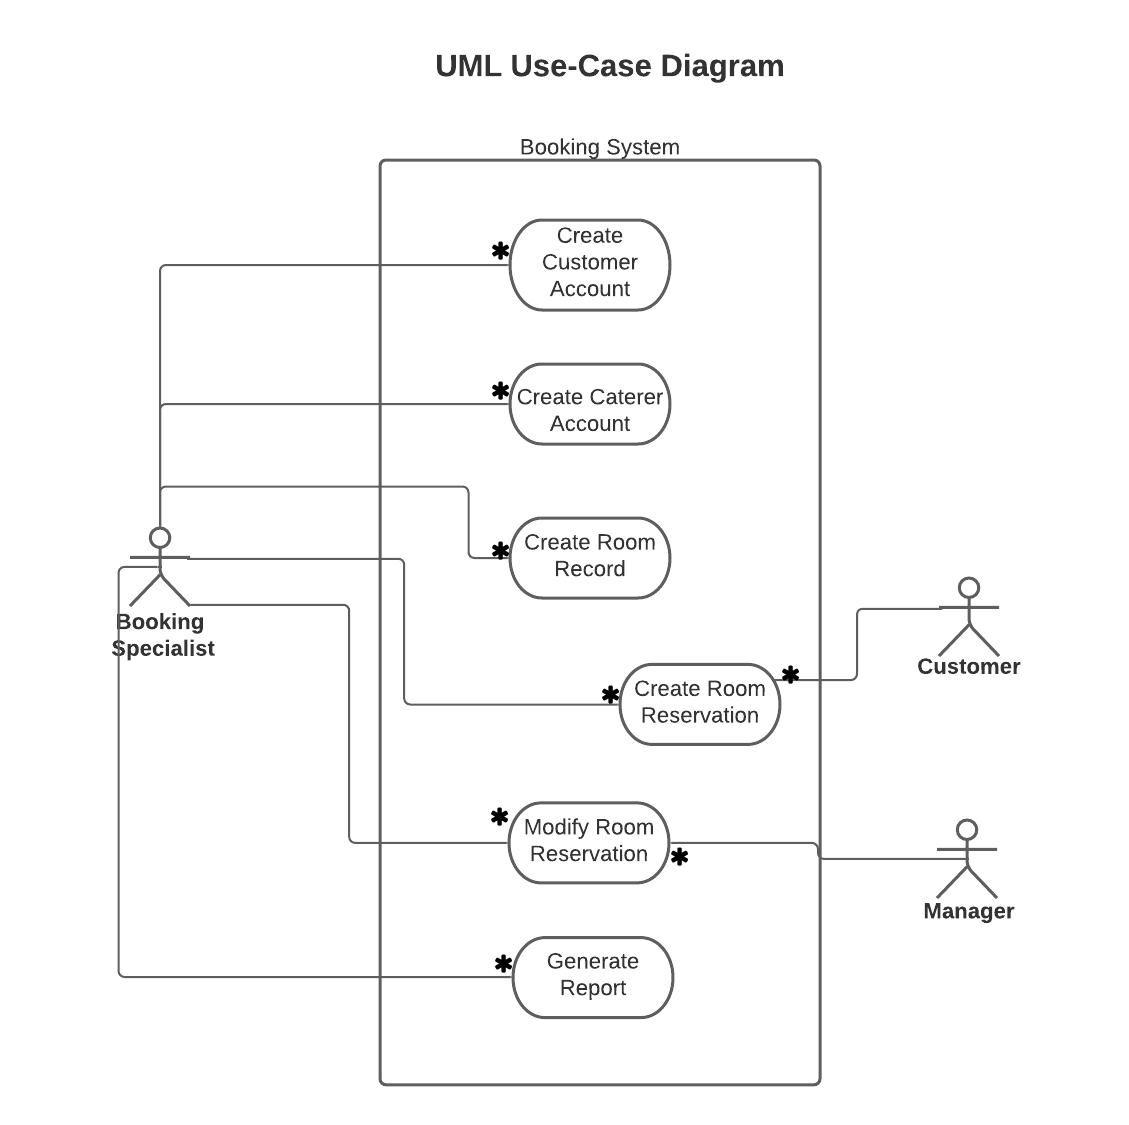 UML Use-Case Diagram
Booking System
Create
Customer
Account
*
Create Caterer
Account
*
Create Room
Record
*
Booking
Specialist
Create Room
Reservation
*
*
Customer
Modify Room
Reservation
*
*
Manager
Generate
Report
*